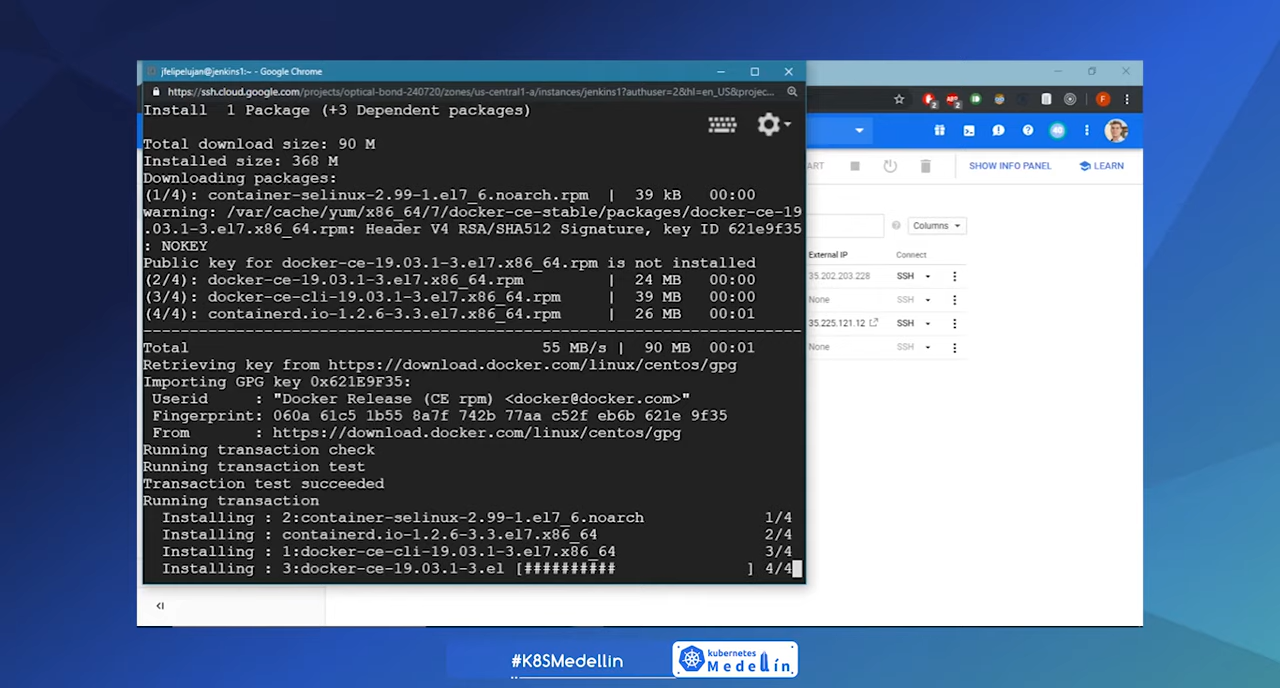 jfelipelujan@jenkins1:~ - Google Chrome
https://ssh.cloud.google.com/projects/optical-bond-240720/zones/us-central1-a/instances/jenkins1?authuser=2&hl=en_US&projec...
Install  1 Package (+3 Dependent packages)
Total download size: 90 M
Installed size: 368 M
Downloading packages:
(1/4): container-selinux-2.99-1.el7_6.noarch.rpm | 39 kB 00:00
warning: /var/cache/yum/x86_64/7/docker-ce-stable/packages/docker-ce-19
.03.1-3.el7.x86_64.rpm: Header V4 RSA/SHA512 Signature, key ID 621e9f35
: NOKEY
Public key for docker-ce-19.03.1-3.el7.x86_64.rpm is not installed
(2/4): docker-ce-19.03.1-3.el7.x86_64.rpm | 24 MB 00:00
(3/4): docker-ce-cli-19.03.1-3.el7.x86_64.rpm | 39 MB 00:00
(4/4): containerd.io-1.2.6-3.3.el7.x86_64.rpm | 26 MB 00:01
-----------------------------------------------------------------------
Total 55 MB/s | 90 MB 00:01
Retrieving key from https://download.docker.com/linux/centos/gpg
Importing GPG key 0x621E9F35:
Userid : "Docker Release (CE rpm) <docker@docker.com>"
Fingerprint: 060a 61c5 1b55 8a7f 742b 77aa c52f eb6b 621e 9f35
From : https://download.docker.com/linux/centos/gpg
Running transaction check
Running transaction test
Transaction test succeeded
Running transaction
Installing : 2:container-selinux-2.99-1.el7_6.noarch 1/4
Installing : containerd.io-1.2.6-3.3.el7.x86_64 2/4
Installing : 1:docker-ce-cli-19.03.1-3.el7.x86_64 3/4
Installing : 3:docker-ce-19.03.1-3.el [########## ] 4/4
2
2
F
40
ART
SHOW INFO PANEL
LEARN
Columns
External IP Connect
35.202.203.228 SSH
None SSH
35.225.121.12 SSH
None SSH
#K8SMedellin
kubernetes
Medellín